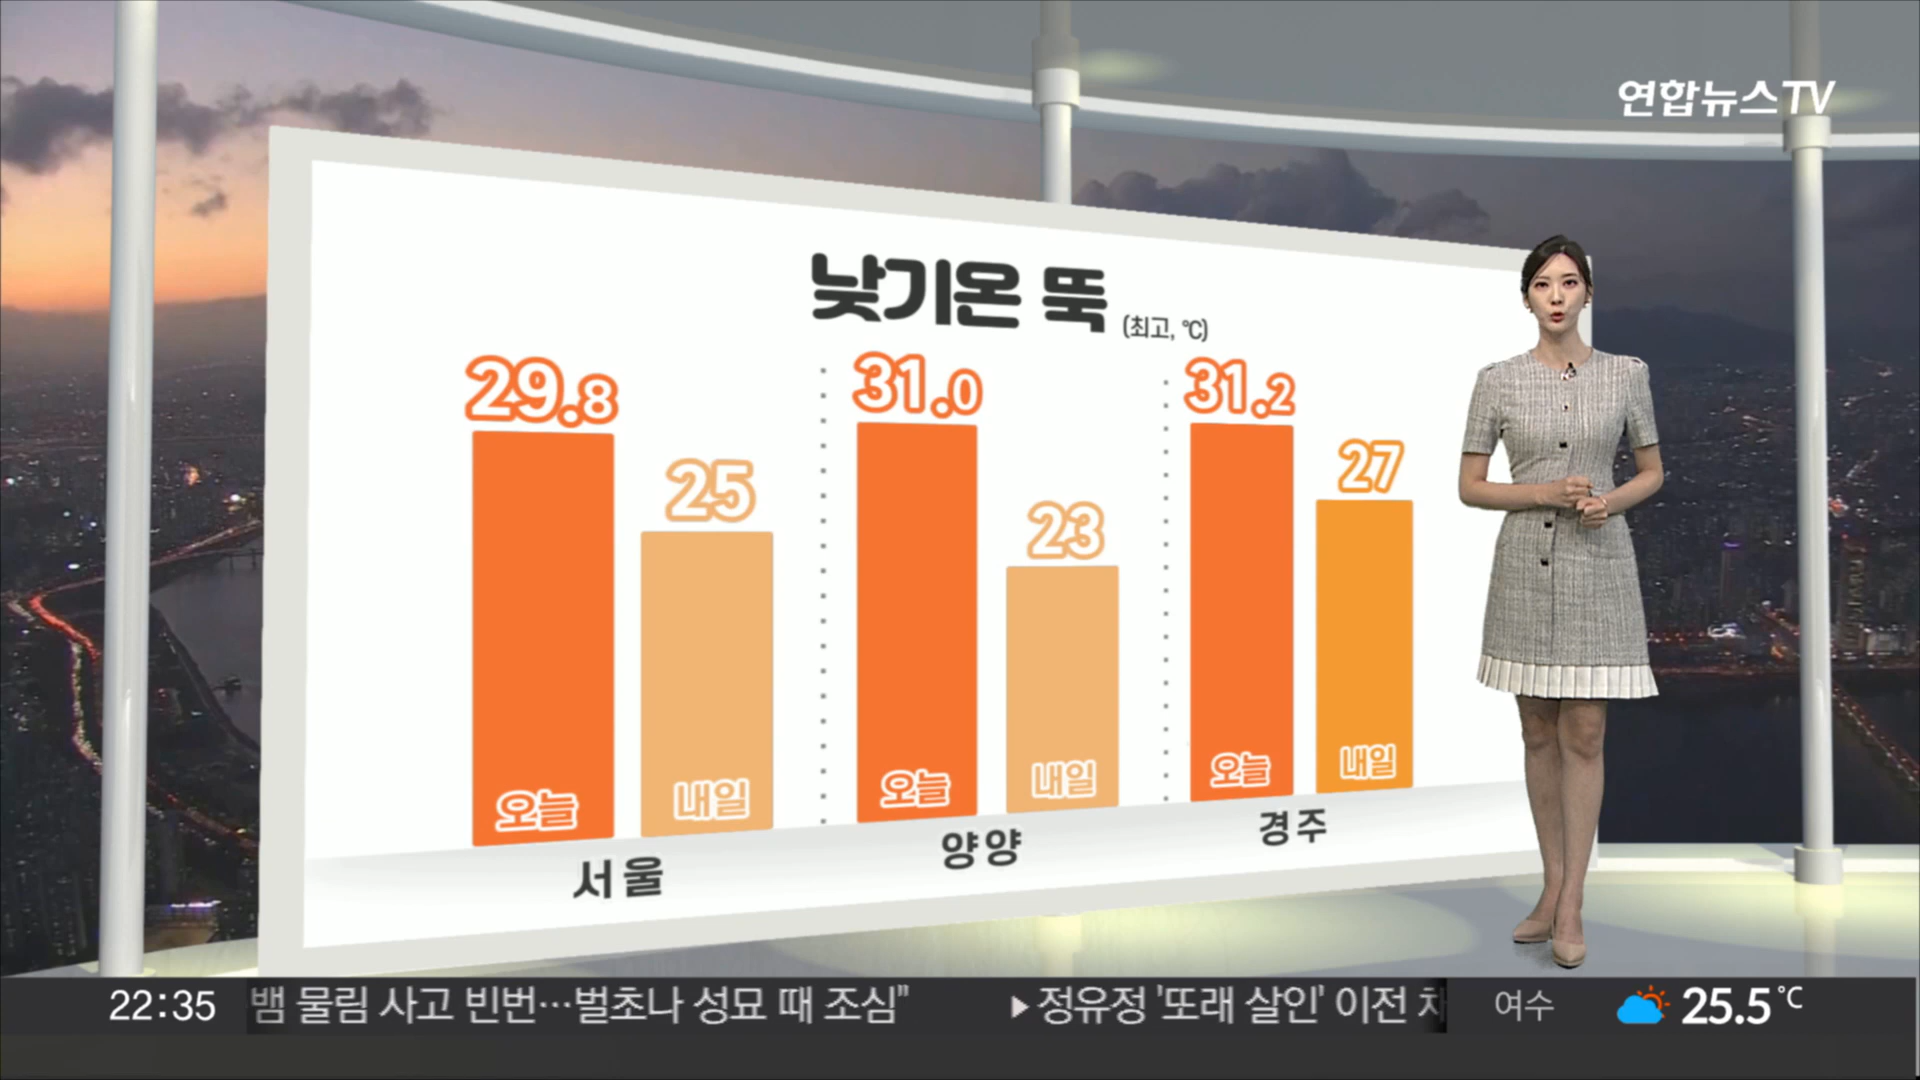 연합뉴스TV
낮기온 뚝 (최고, ℃)
29.8 25 31.0 23 31.2 27
오늘 내일 오늘 내일 오늘 내일
서울 양양 경주
22:35 뱀 물림 사고 빈번…벌초나 성묘 때 조심" ▶정유정 '또래 살인' 이전 차 여수 25.5℃